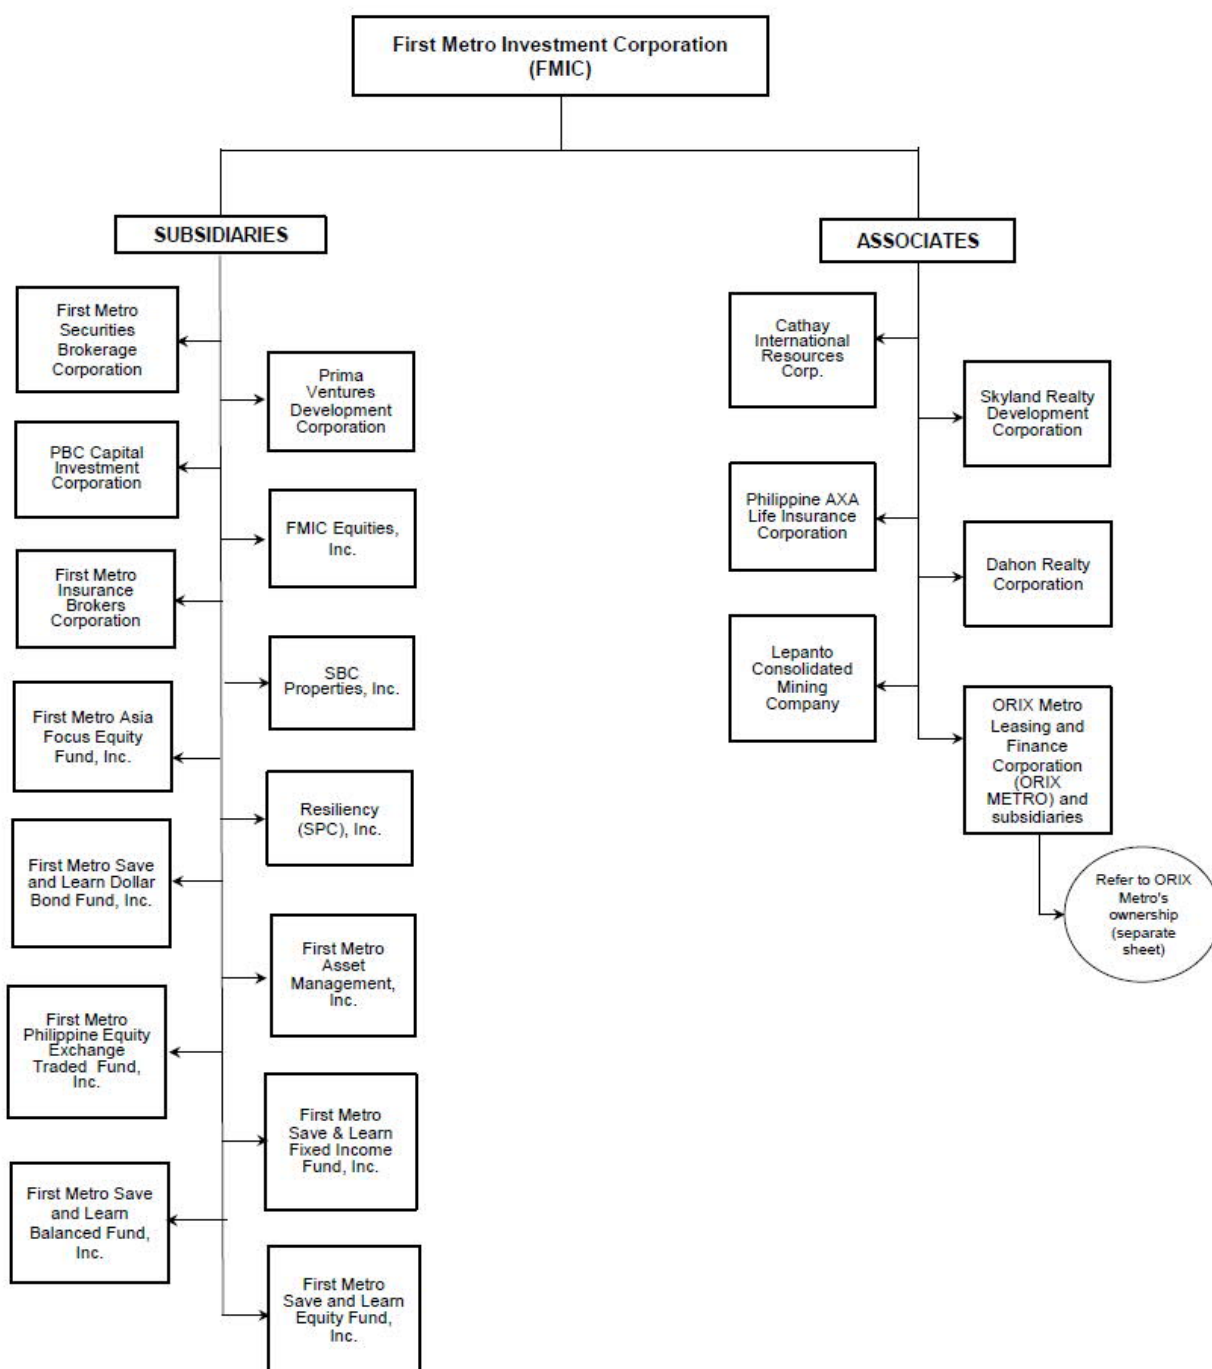 First Metro Investment Corporation
(FMIC)
SUBSIDIARIES
First Metro
Securities
Brokerage
Corporation
Prima
Ventures
Development
Corporation
PBC Capital
Investment
Corporation
FMIC Equities,
Inc.
First Metro
Insurance
Brokers
Corporation
SBC
Properties, Inc.
First Metro Asia
Focus Equity
Fund, Inc.
Resiliency
(SPC), Inc.
First Metro Save
and Learn Dollar
Bond Fund, Inc.
First Metro
Asset
Management,
Inc.
First Metro
Philippine Equity
Exchange
Traded Fund,
Inc.
First Metro
Save & Learn
Fixed Income
Fund, Inc.
First Metro Save
and Learn
Balanced Fund,
Inc.
First Metro
Save and Learn
Equity Fund,
Inc.
ASSOCIATES
Cathay
International
Resources
Corp.
Skyland Realty
Development
Corporation
Philippine AXA
Life Insurance
Corporation
Dahon Realty
Corporation
Lepanto
Consolidated
Mining
Company
ORIX Metro
Leasing and
Finance
Corporation
(ORIX
METRO) and
subsidiaries
Refer to ORIX
Metro's
ownership
(separate
sheet)